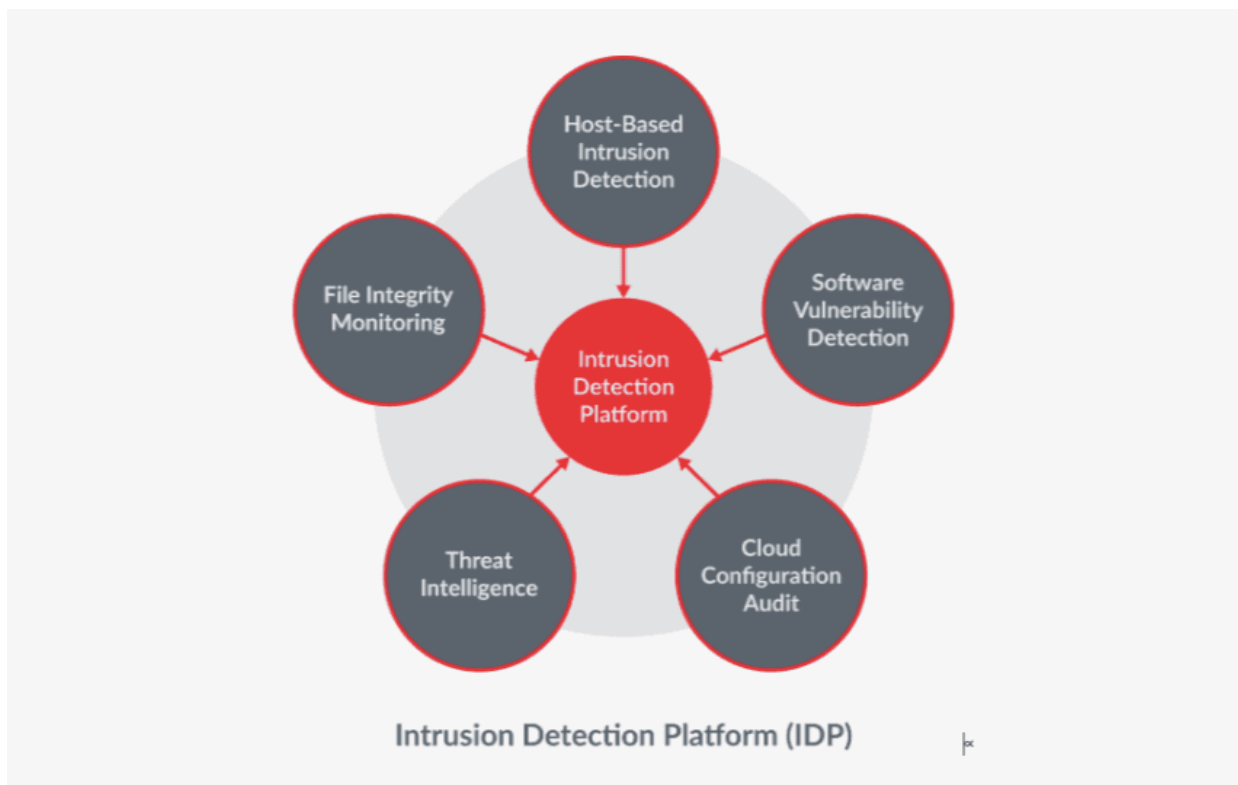 Host-Based
Intrusion
Detection
File Integrity
Monitoring
Software
Vulnerability
Detection
Intrusion
Detection
Platform
Threat
Intelligence
Cloud
Configuration
Audit
Intrusion Detection Platform (IDP)